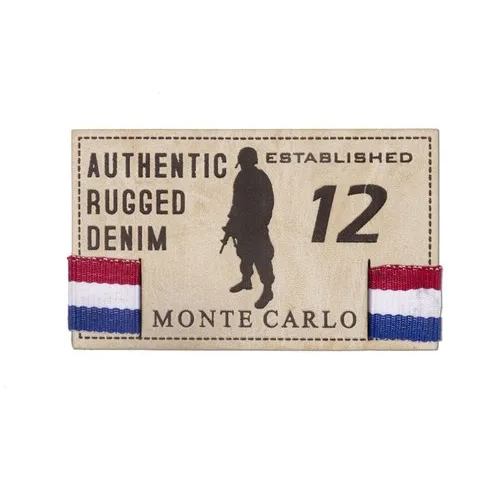 AUTHENTIC
RUGGED
DENIM
ESTABLISHED
12
MONTE CARLO